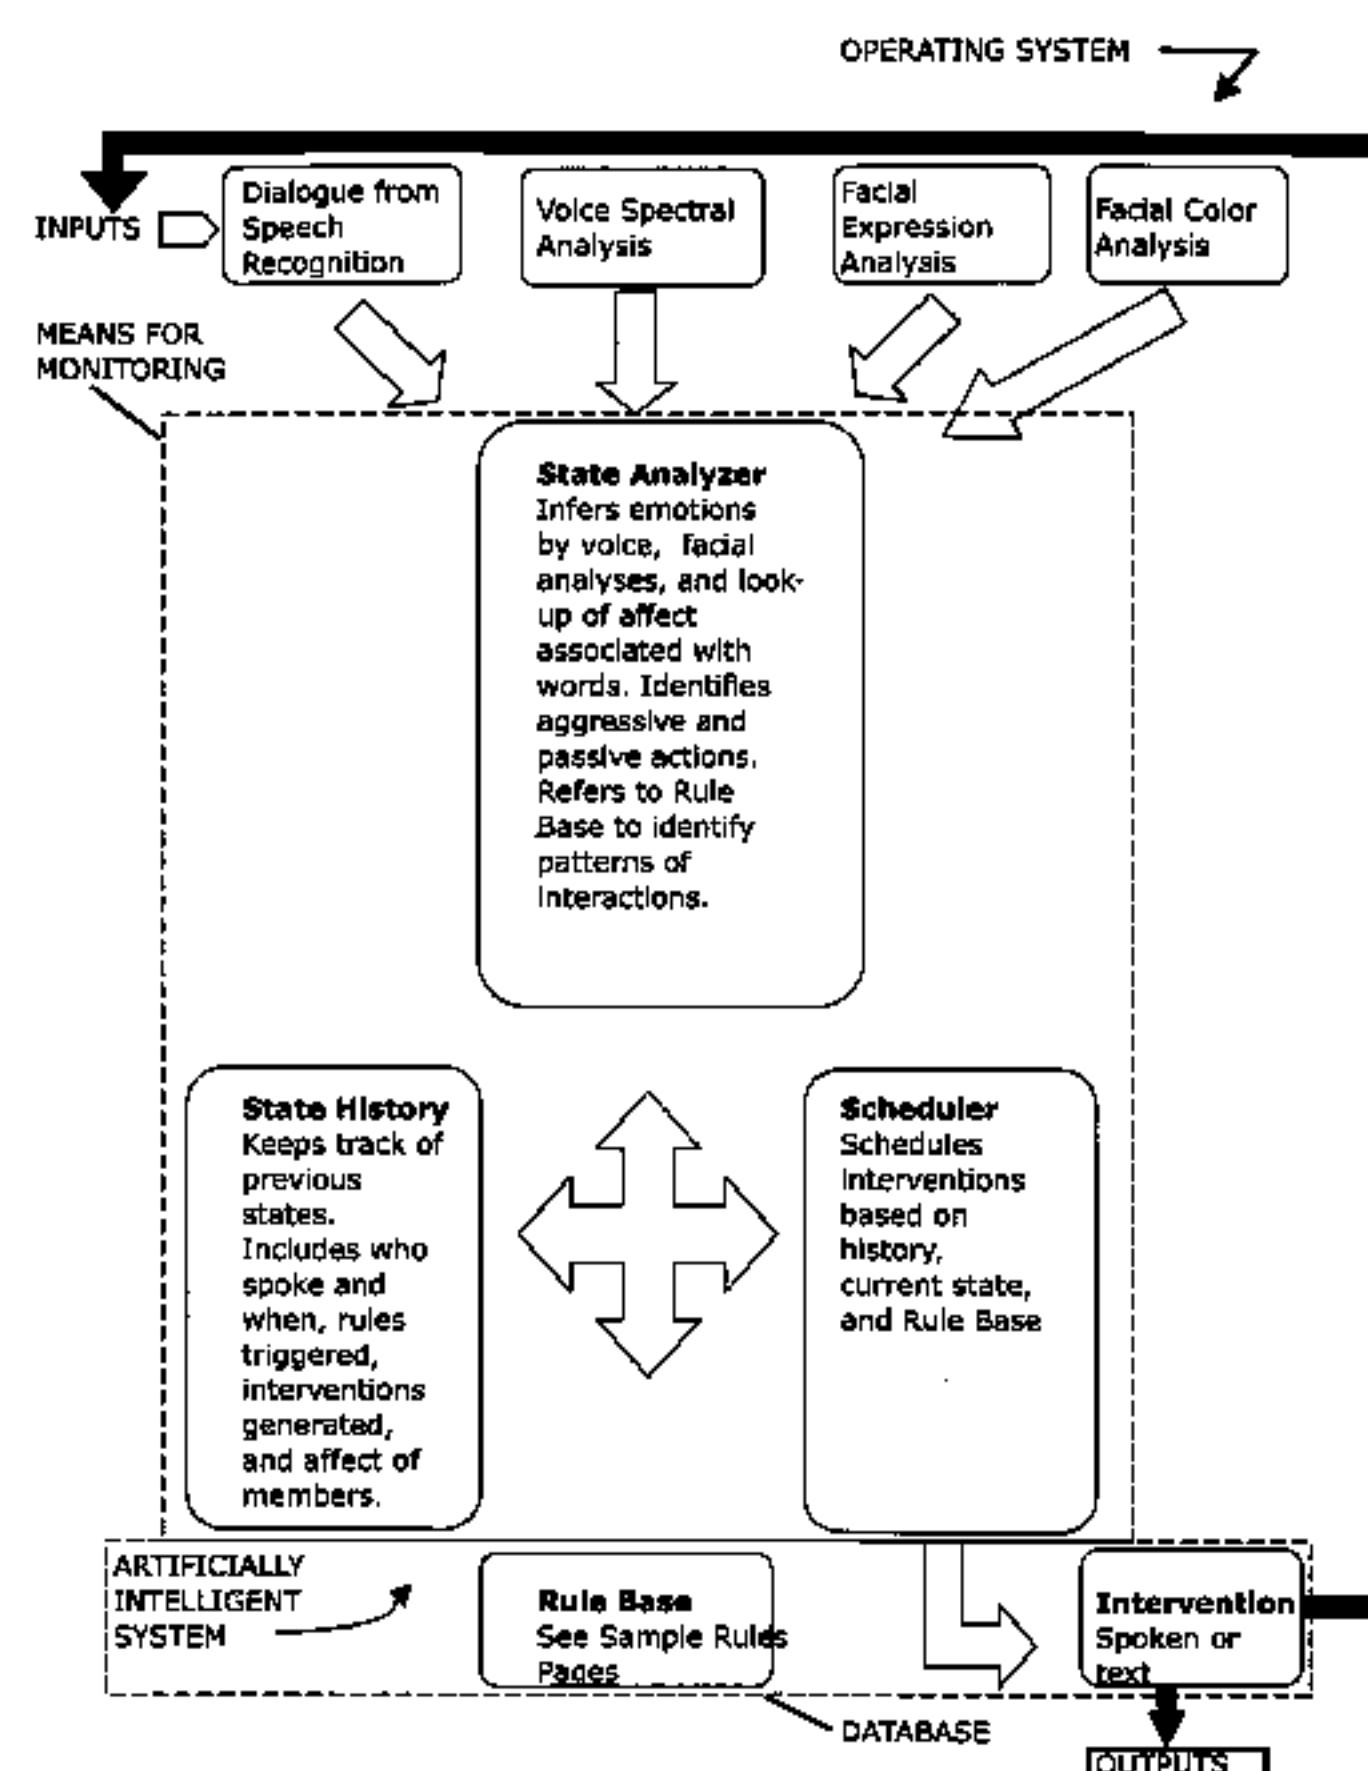 OPERATING SYSTEM
INPUTS
Dialogue from
Speech
Recognition
Voice Spectral
Analysis
Facial
Expression
Analysis
Facial Color
Analysis
MEANS FOR
MONITORING
State Analyzer
Infers emotions
by voice, facial
analyses, and look-
up of affect
associated with
words. Identifies
aggressive and
passive actions.
Refers to Rule
Base to identify
patterns of
interactions.
State History
Keeps track of
previous
states.
Includes who
spoke and
when, rules
triggered,
interventions
generated,
and affect of
members.
Scheduler
Schedules
interventions
based on
history,
current state,
and Rule Base
ARTIFICIALLY
INTELLIGENT
SYSTEM
Rule Base
See Sample Rules
Pages
Intervention
Spoken or
text
DATABASE
OUTPUTS